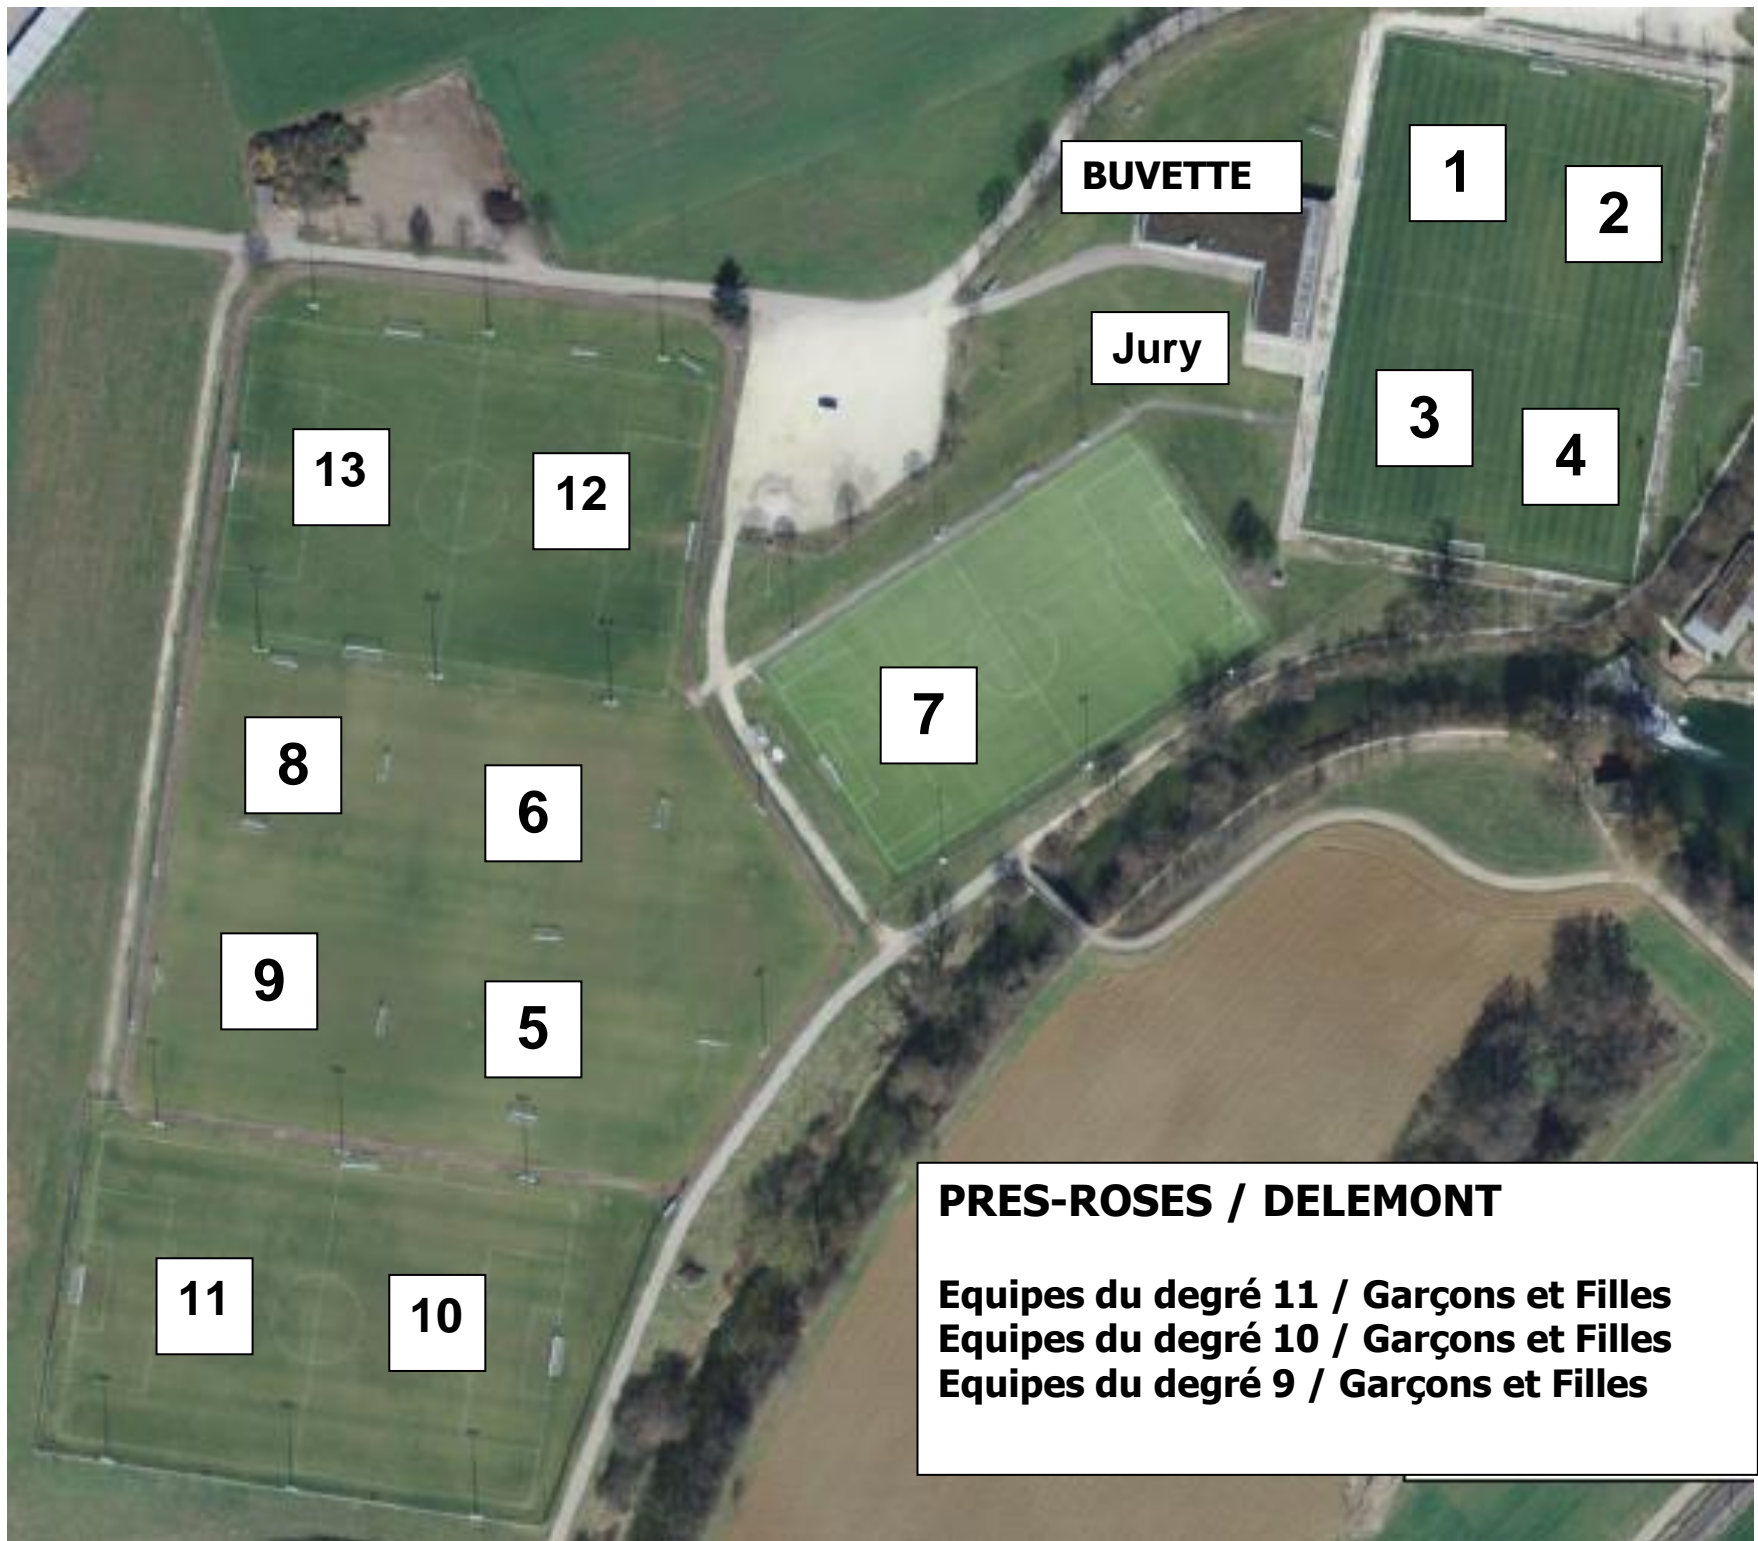 BUVETTE
1
2
Jury
3
4
13
12
7
8
6
9
5
11
10
PRES-ROSES / DELEMONT
Equipes du degré 11 / Garçons et Filles
Equipes du degré 10 / Garçons et Filles
Equipes du degré 9 / Garçons et Filles